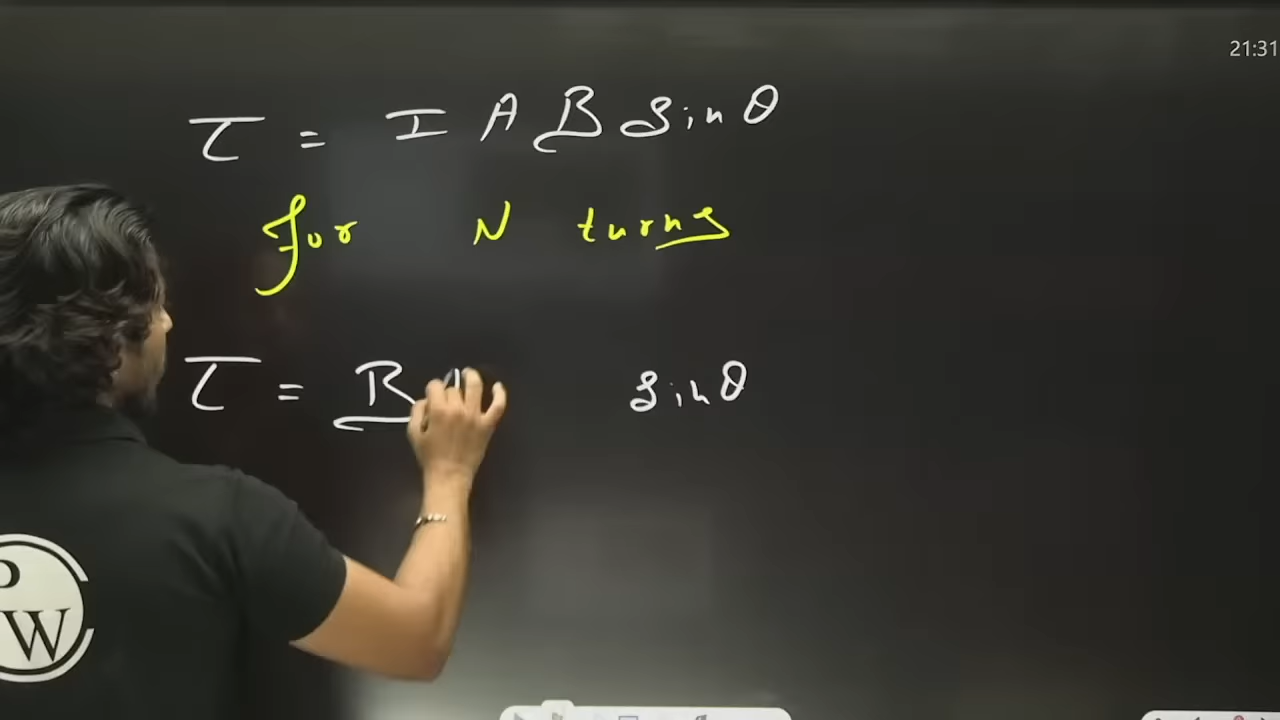 21:31
τ = I A B sin θ
for N turns
τ = B sin θ
P
W